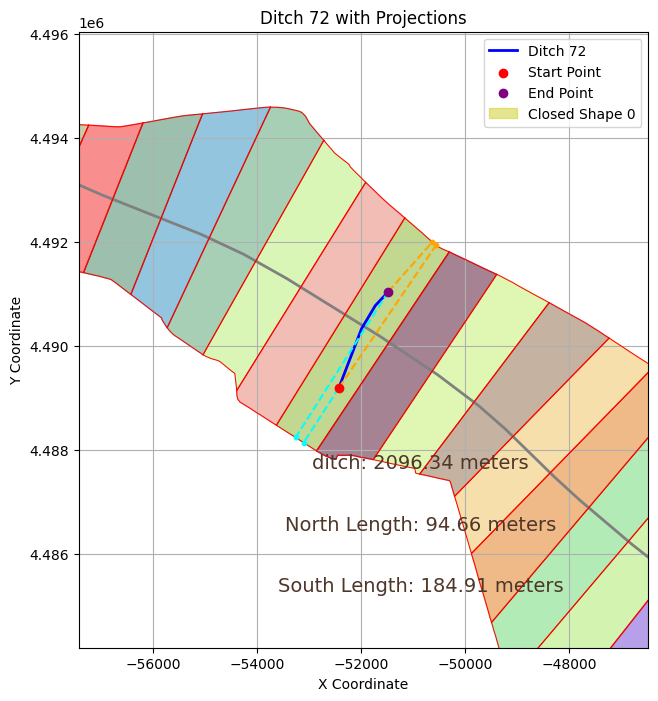 Ditch 72 with Projections
1e6
Ditch 72
Start Point
End Point
Closed Shape 0
4.496
4.494
4.492
4.490
4.488
4.486
Y Coordinate
ditch: 2096.34 meters
North Length: 94.66 meters
South Length: 184.91 meters
−56000
−54000
−52000
−50000
−48000
X Coordinate